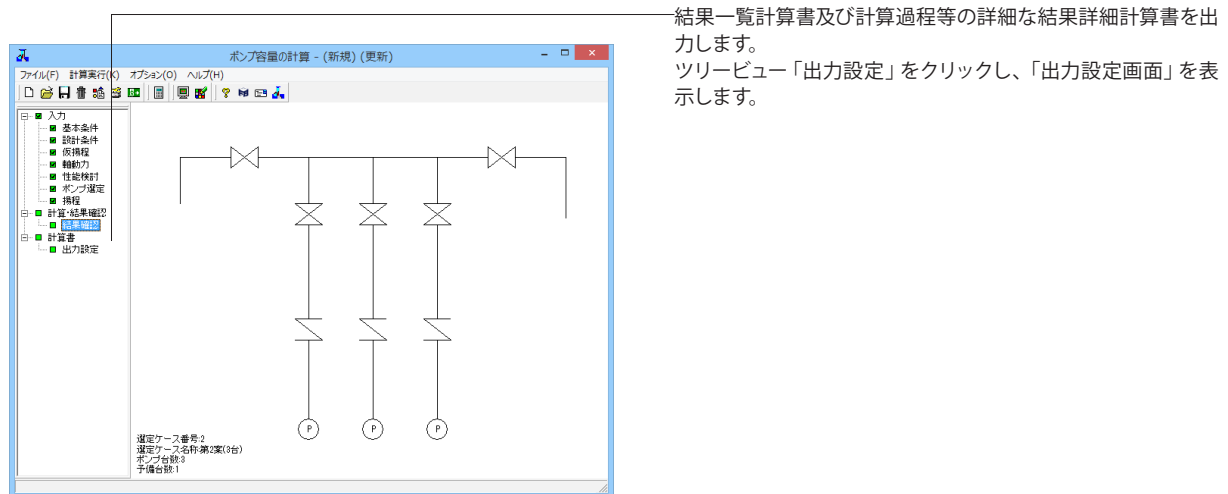 結果一覧計算書及び計算過程等の詳細な結果詳細計算書を出
力します。
ツリービュー「出力設定」をクリックし、「出力設定画面」を表
示します。
ポンプ容量の計算 - (新規) (更新)
ファイル(F) 計算実行(K) オプション(O) ヘルプ(H)
入力
基本条件
設計条件
仮揚程
軸動力
性能検討
ポンプ選定
揚程
計算・結果確認
結果確認
計算書
出力設定
P P P
選定ケース番号:2
選定ケース名称:第2案(3台)
ポンプ台数:3
予備台数:1